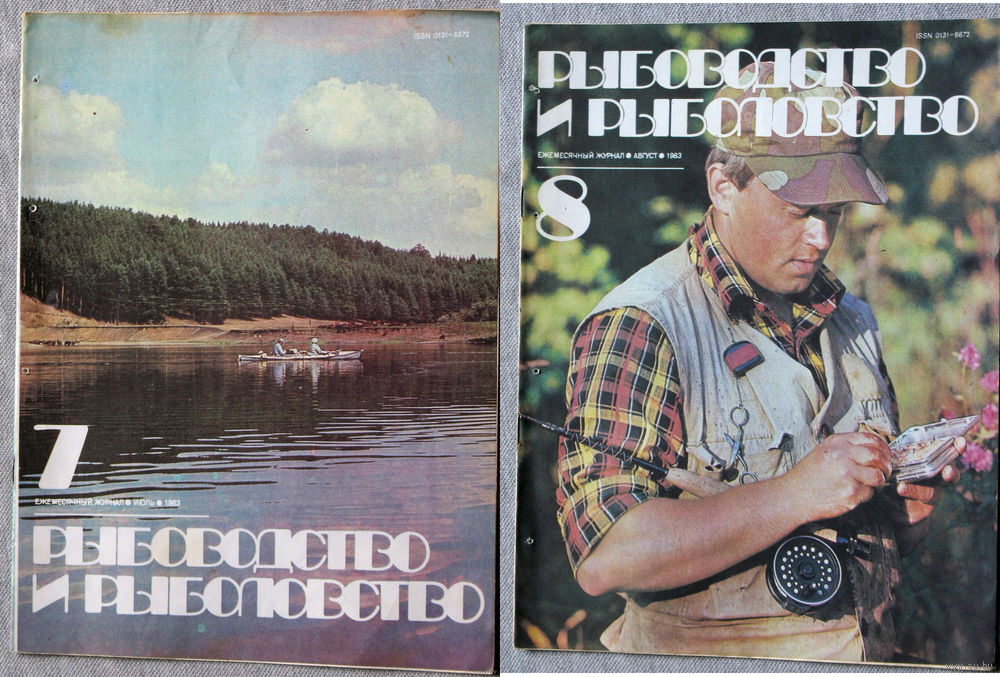 ISSN 0131-6672
7
ЕЖЕМЕСЯЧНЫЙ ЖУРНАЛ ● ИЮЛЬ ● 1983
РЫБОВОДСТВО
И РЫБОЛОВСТВО
ISSN 0131-6672
РЫБОВОДСТВО
И РЫБОЛОВСТВО
ЕЖЕМЕСЯЧНЫЙ ЖУРНАЛ ● АВГУСТ ● 1983
8